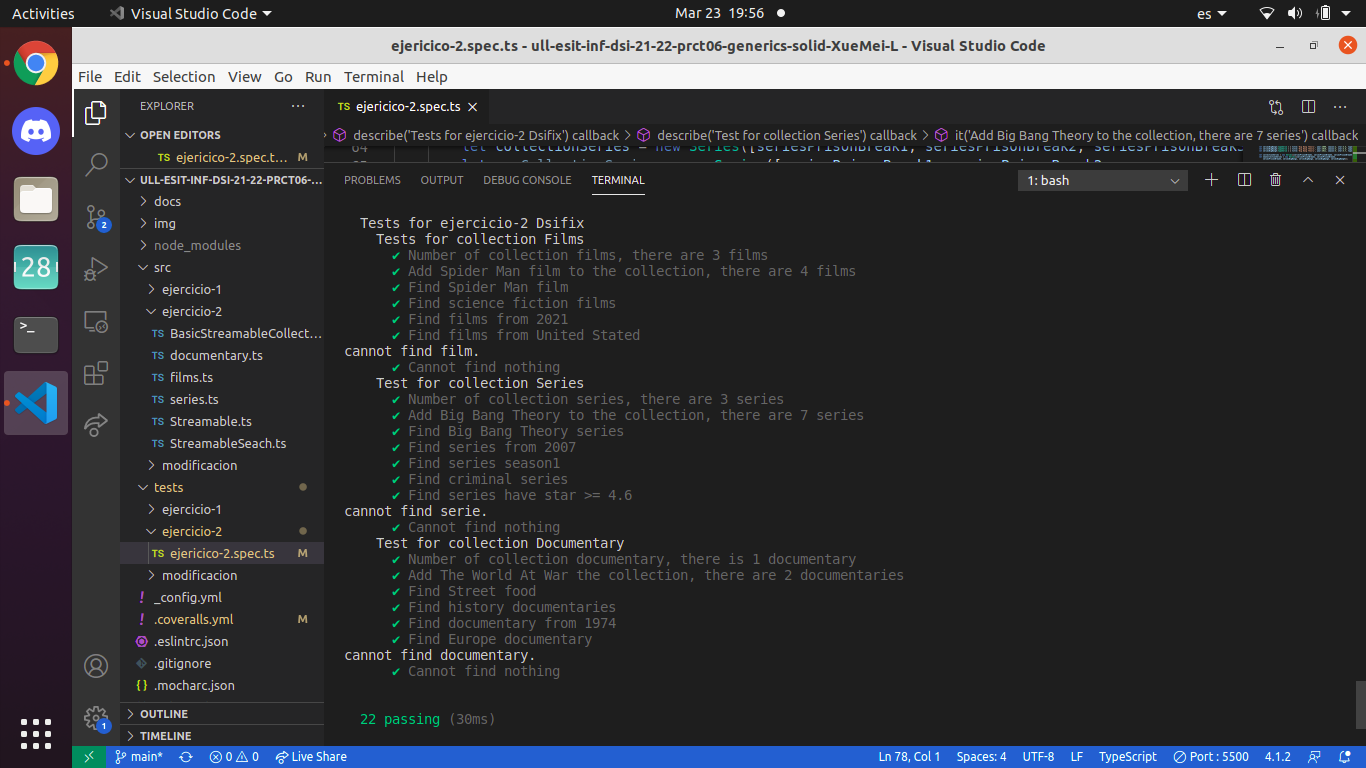 Activities Visual Studio Code Mar 23 19:56 es
ejericico-2.spec.ts - ull-esit-inf-dsi-21-22-prct06-generics-solid-XueMei-L - Visual Studio Code
File Edit Selection View Go Run Terminal Help
EXPLORER
TS ejericico-2.spec.ts
OPEN EDITORS
TS ejericico-2.spec.t... M
describe('Tests for ejercicio-2 Dsifix') callback > describe('Test for collection Series') callback > it('Add Big Bang Theory to the collection, there are 7 series') callback
64 let collectionSeries = new Series([seriesPrisonBreak1, seriesPrisonBreak2, seriesPrisonBreak3
PROBLEMS OUTPUT DEBUG CONSOLE TERMINAL 1: bash
ULL-ESIT-INF-DSI-21-22-PRCT06-...
docs
img
node_modules
src
ejercicio-1
ejercicio-2
TS BasicStreamableCollect...
TS documentary.ts
TS films.ts
TS series.ts
TS Streamable.ts
TS StreamableSeach.ts
modificacion
tests
ejercicio-1
ejercicio-2
TS ejericico-2.spec.ts M
modificacion
! _config.yml
! .coveralls.yml M
.eslintrc.json
.gitignore
{} .mocharc.json
OUTLINE
TIMELINE
28
>_
2
1
Tests for ejercicio-2 Dsifix
Tests for collection Films
✔ Number of collection films, there are 3 films
✔ Add Spider Man film to the collection, there are 4 films
✔ Find Spider Man film
✔ Find science fiction films
✔ Find films from 2021
✔ Find films from United Stated
cannot find film.
✔ Cannot find nothing
Test for collection Series
✔ Number of collection series, there are 3 series
✔ Add Big Bang Theory to the collection, there are 7 series
✔ Find Big Bang Theory series
✔ Find series from 2007
✔ Find series season1
✔ Find criminal series
✔ Find series have star >= 4.6
cannot find serie.
✔ Cannot find nothing
Test for collection Documentary
✔ Number of collection documentary, there is 1 documentary
✔ Add The World At War the collection, there are 2 documentaries
✔ Find Street food
✔ Find history documentaries
✔ Find documentary from 1974
✔ Find Europe documentary
cannot find documentary.
✔ Cannot find nothing
22 passing (30ms)
main* 0 0 Live Share Ln 78, Col 1 Spaces: 4 UTF-8 LF TypeScript Port : 5500 4.1.2